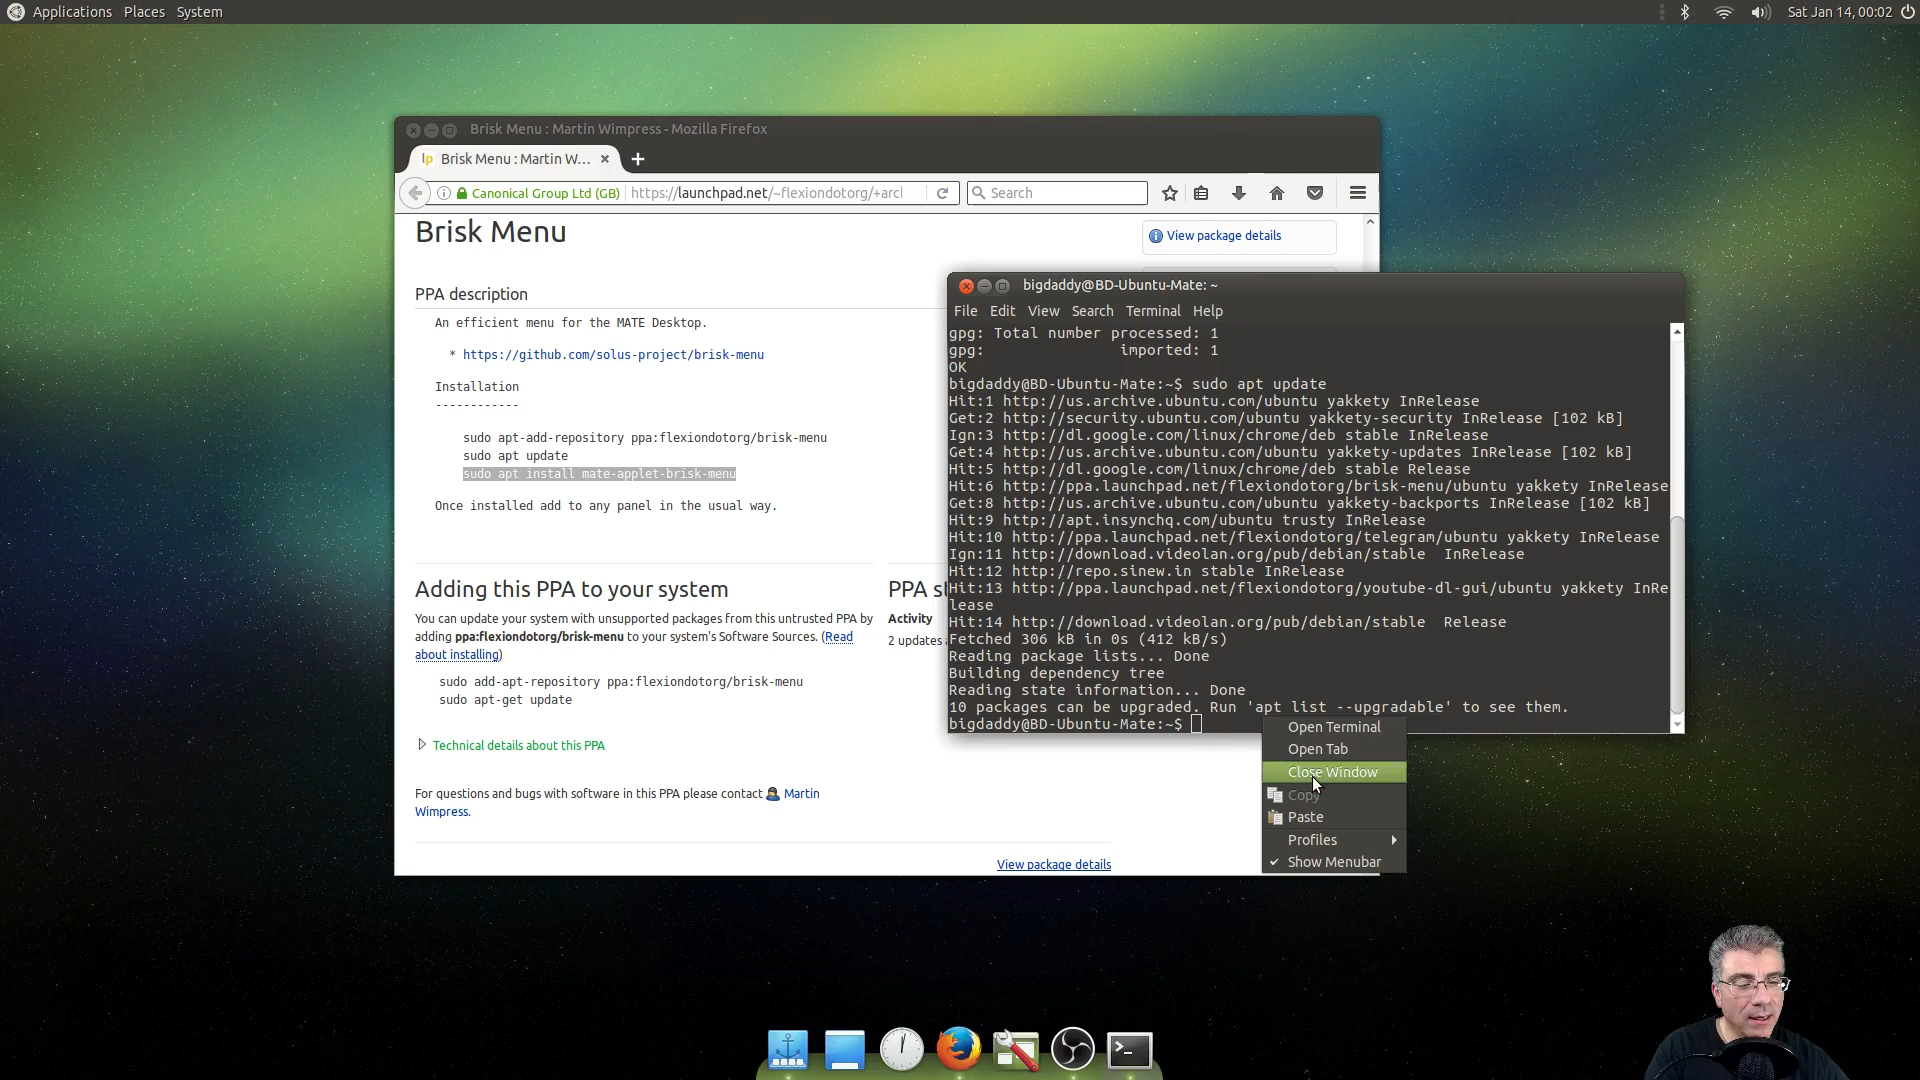 Applications Places System
Sat Jan 14, 00:02
Brisk Menu : Martin Wimpress - Mozilla Firefox
lp Brisk Menu : Martin W...
Canonical Group Ltd (GB) https://launchpad.net/~flexiondotorg/+arcl
Search
Brisk Menu
View package details
PPA description
An efficient menu for the MATE Desktop.
* https://github.com/solus-project/brisk-menu
Installation
------------
sudo apt-add-repository ppa:flexiondotorg/brisk-menu
sudo apt update
sudo apt install mate-applet-brisk-menu
Once installed add to any panel in the usual way.
Adding this PPA to your system
You can update your system with unsupported packages from this untrusted PPA by
adding ppa:flexiondotorg/brisk-menu to your system's Software Sources. (Read
about installing)
sudo add-apt-repository ppa:flexiondotorg/brisk-menu
sudo apt-get update
Technical details about this PPA
For questions and bugs with software in this PPA please contact Martin
Wimpress.
View package details
PPA s
Activity
2 updates
bigdaddy@BD-Ubuntu-Mate: ~
File Edit View Search Terminal Help
gpg: Total number processed: 1
gpg: imported: 1
OK
bigdaddy@BD-Ubuntu-Mate:~$ sudo apt update
Hit:1 http://us.archive.ubuntu.com/ubuntu yakkety InRelease
Get:2 http://security.ubuntu.com/ubuntu yakkety-security InRelease [102 kB]
Ign:3 http://dl.google.com/linux/chrome/deb stable InRelease
Get:4 http://us.archive.ubuntu.com/ubuntu yakkety-updates InRelease [102 kB]
Hit:5 http://dl.google.com/linux/chrome/deb stable Release
Hit:6 http://ppa.launchpad.net/flexiondotorg/brisk-menu/ubuntu yakkety InRelease
Get:8 http://us.archive.ubuntu.com/ubuntu yakkety-backports InRelease [102 kB]
Hit:9 http://apt.insynchq.com/ubuntu trusty InRelease
Hit:10 http://ppa.launchpad.net/flexiondotorg/telegram/ubuntu yakkety InRelease
Ign:11 http://download.videolan.org/pub/debian/stable  InRelease
Hit:12 http://repo.sinew.in stable InRelease
Hit:13 http://ppa.launchpad.net/flexiondotorg/youtube-dl-gui/ubuntu yakkety InRe
lease
Hit:14 http://download.videolan.org/pub/debian/stable  Release
Fetched 306 kB in 0s (412 kB/s)
Reading package lists... Done
Building dependency tree
Reading state information... Done
10 packages can be upgraded. Run 'apt list --upgradable' to see them.
bigdaddy@BD-Ubuntu-Mate:~$
Open Terminal
Open Tab
Close Window
Copy
Paste
Profiles
Show Menubar